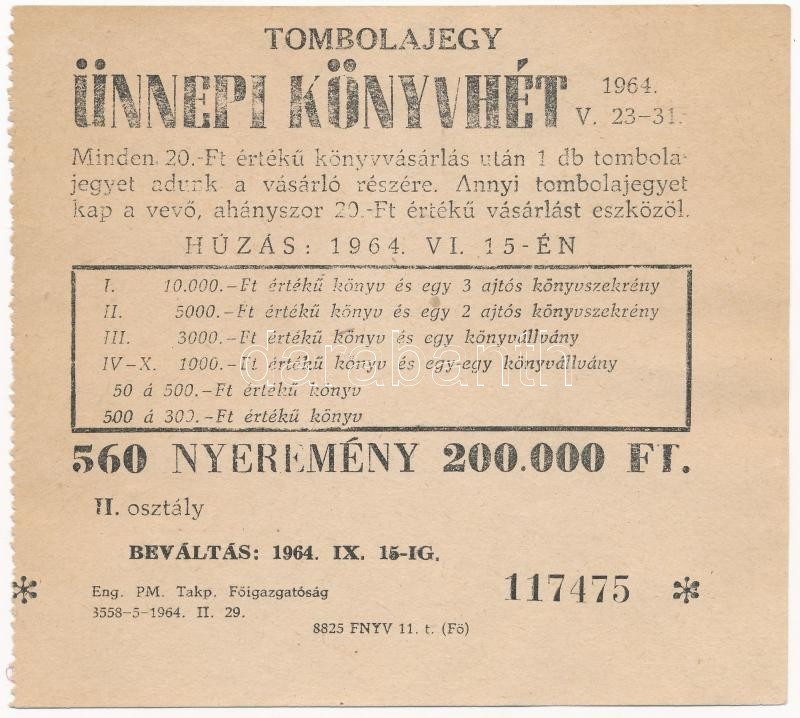 TOMBOLAJEGY
ÜNNEPI KÖNYVHÉT 1964.
V. 23-31.
Minden 20.-Ft értékű könyvvásárlás után 1 db tombola-
jegyet adunk a vásárló részére. Annyi tombolajegyet
kap a vevő, ahányszor 20.-Ft értékű vásárlást eszközöl.
HÚZÁS: 1964. VI. 15-ÉN
I. 10.000.-Ft értékű könyv és egy 3 ajtós könyvszekrény
II. 5000.-Ft értékű könyv és egy 2 ajtós könyvszekrény
III. 3000.-Ft értékű könyv és egy könyvállvány
IV-X. 1000.-Ft értékű könyv és egy-egy könyvállvány
50 á 500.-Ft értékű könyv
500 á 300.-Ft értékű könyv
darabanth
560 NYEREMÉNY 200.000 FT.
II. osztály
BEVÁLTÁS: 1964. IX. 15-IG.
Eng. PM. Takp. Főigazgatóság
3558-5-1964. II. 29.
117475 *
8825 FNYV 11. t. (Fő)